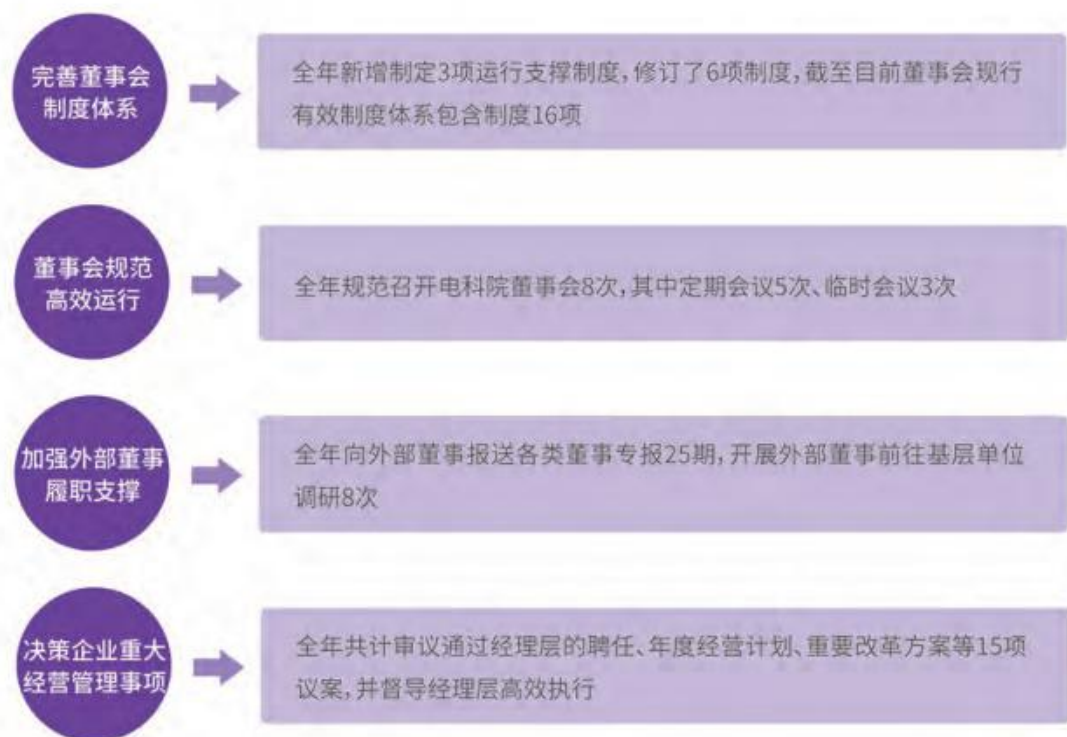 完善董事会
制度体系
全年新增制定3项运行支撑制度,修订了6项制度,截至目前董事会现行
有效制度体系包含制度16项
董事会规范
高效运行
全年规范召开电科院董事会8次,其中定期会议5次、临时会议3次
加强外部董事
履职支撑
全年向外部董事报送各类董事专报25期,开展外部董事前往基层单位
调研8次
决策企业重大
经营管理事项
全年共计审议通过经理层的聘任、年度经营计划、重要改革方案等15项
议案,并督导经理层高效执行